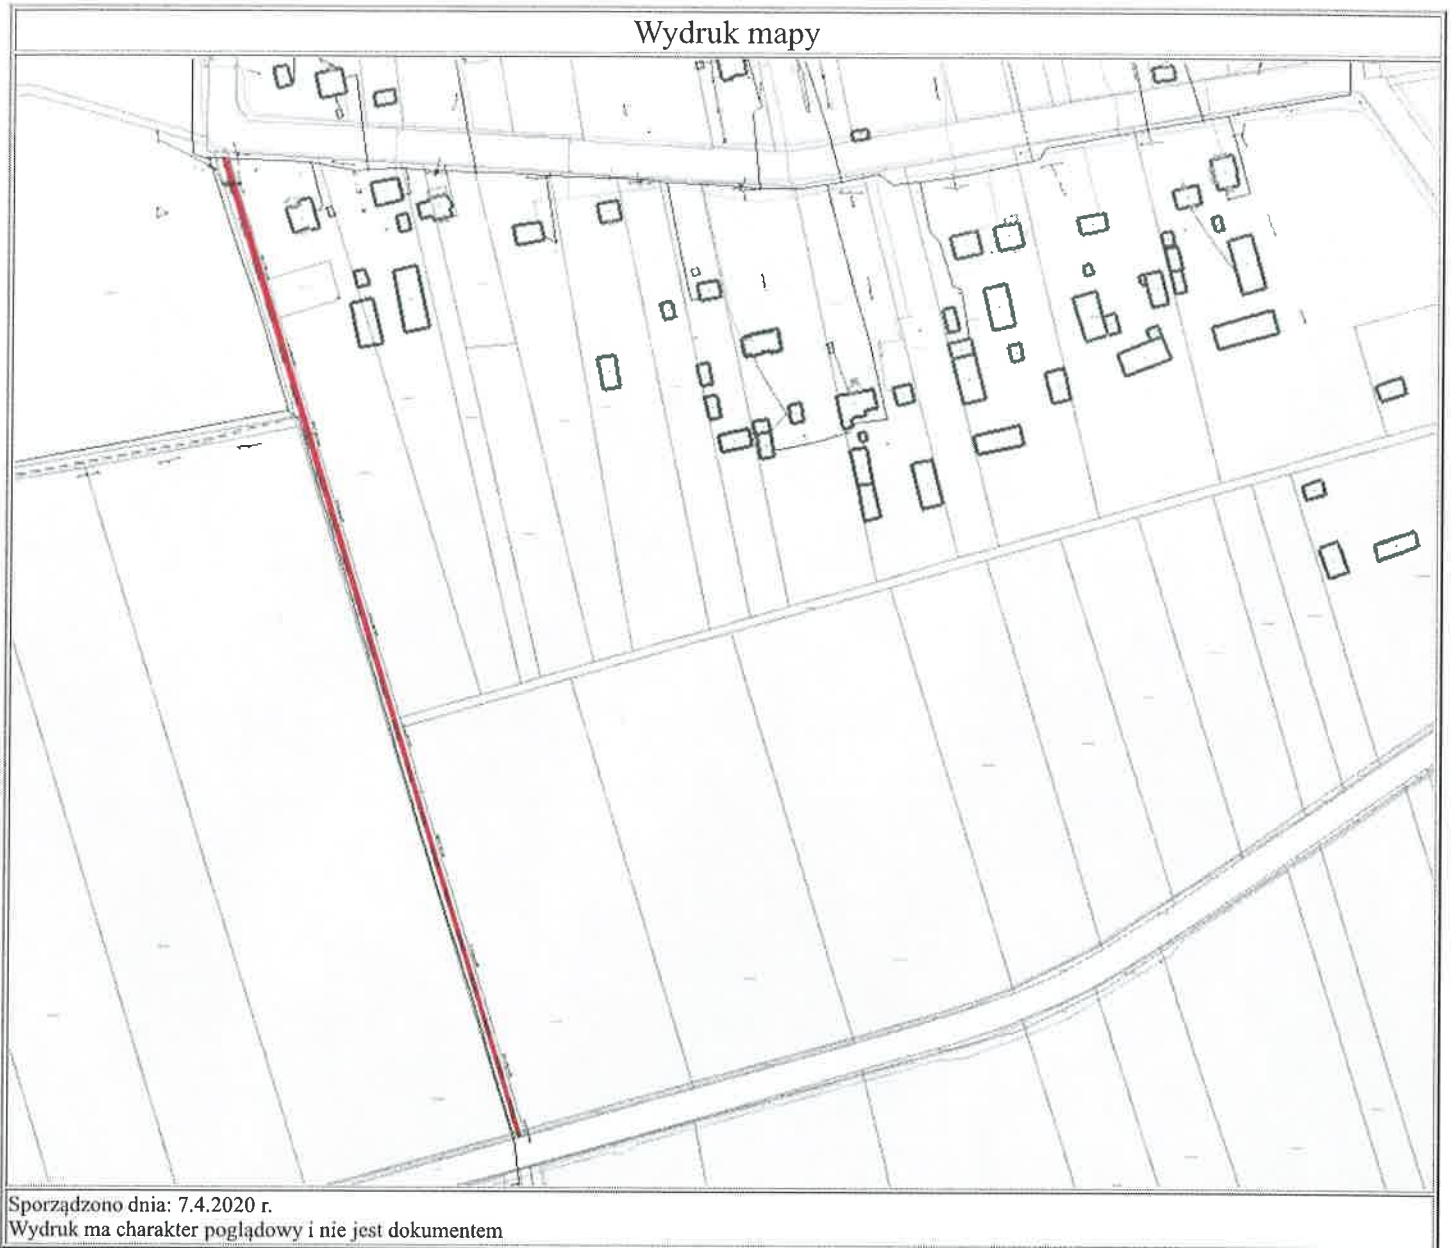 Wydruk mapy
Sporządzono dnia: 7.4.2020 r.
Wydruk ma charakter poglądowy i nie jest dokumentem